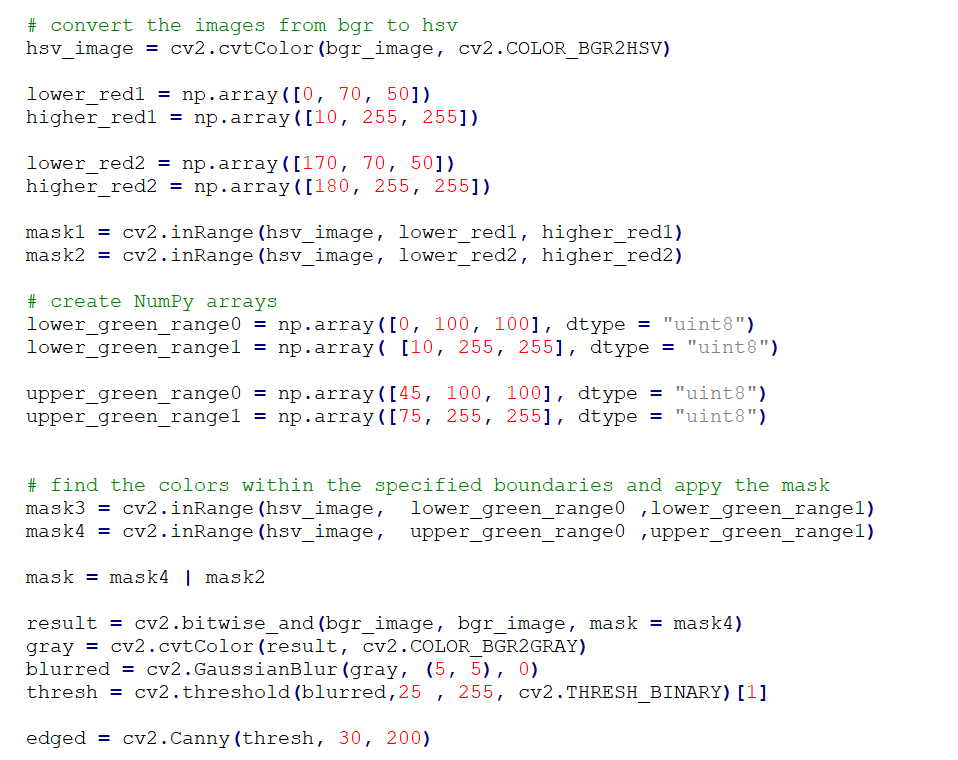 # convert the images from bgr to hsv
hsv_image = cv2.cvtColor(bgr_image, cv2.COLOR_BGR2HSV)
lower_red1 = np.array([0, 70, 50])
higher_red1 = np.array([10, 255, 255])
lower_red2 = np.array([170, 70, 50])
higher_red2 = np.array([180, 255, 255])
mask1 = cv2.inRange(hsv_image, lower_red1, higher_red1)
mask2 = cv2.inRange(hsv_image, lower_red2, higher_red2)
# create NumPy arrays
lower_green_range0 = np.array([0, 100, 100], dtype = "uint8")
lower_green_range1 = np.array( [10, 255, 255], dtype = "uint8")
upper_green_range0 = np.array([45, 100, 100], dtype = "uint8")
upper_green_range1 = np.array([75, 255, 255], dtype = "uint8")
# find the colors within the specified boundaries and appy the mask
mask3 = cv2.inRange(hsv_image,  lower_green_range0 ,lower_green_range1)
mask4 = cv2.inRange(hsv_image,  upper_green_range0 ,upper_green_range1)
mask = mask4 | mask2
result = cv2.bitwise_and(bgr_image, bgr_image, mask = mask4)
gray = cv2.cvtColor(result, cv2.COLOR_BGR2GRAY)
blurred = cv2.GaussianBlur(gray, (5, 5), 0)
thresh = cv2.threshold(blurred,25 , 255, cv2.THRESH_BINARY)[1]
edged = cv2.Canny(thresh, 30, 200)